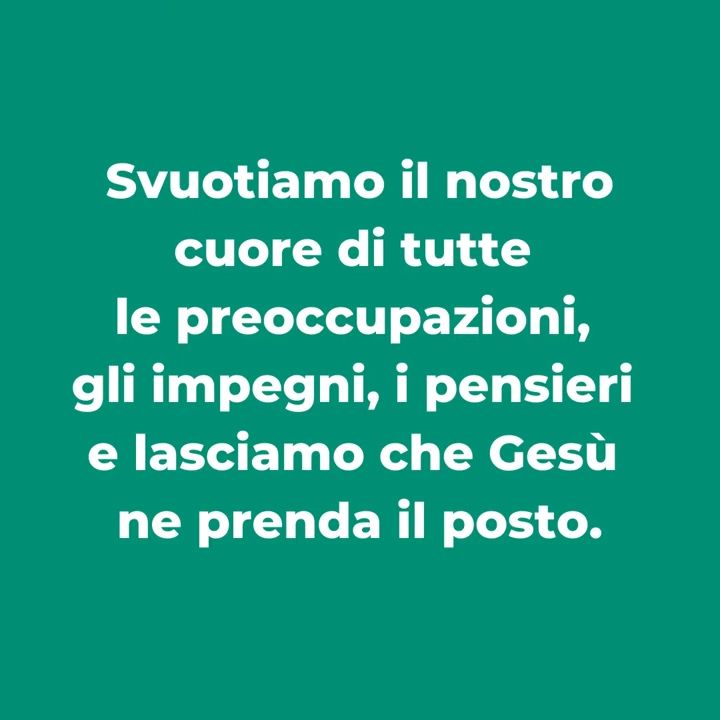 Svuotiamo il nostro
cuore di tutte
le preoccupazioni,
gli impegni, i pensieri
e lasciamo che Gesù
ne prenda il posto.